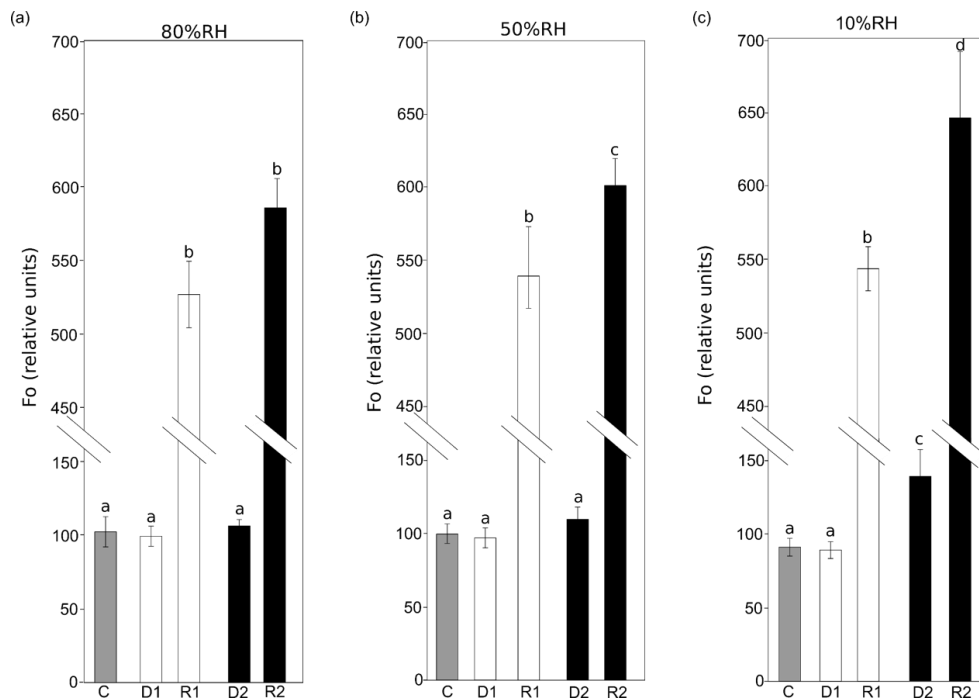 (a)
80%RH
Fo (relative units)
700
650
600
550
500
450
150
100
50
0
a
a
b
a
b
C D1 R1 D2 R2
(b)
50%RH
Fo (relative units)
700
650
600
550
500
450
150
100
50
0
a
a
b
a
c
C D1 R1 D2 R2
(c)
10%RH
Fo (relative units)
700
650
600
550
500
450
150
100
50
0
a
a
b
c
d
C D1 R1 D2 R2